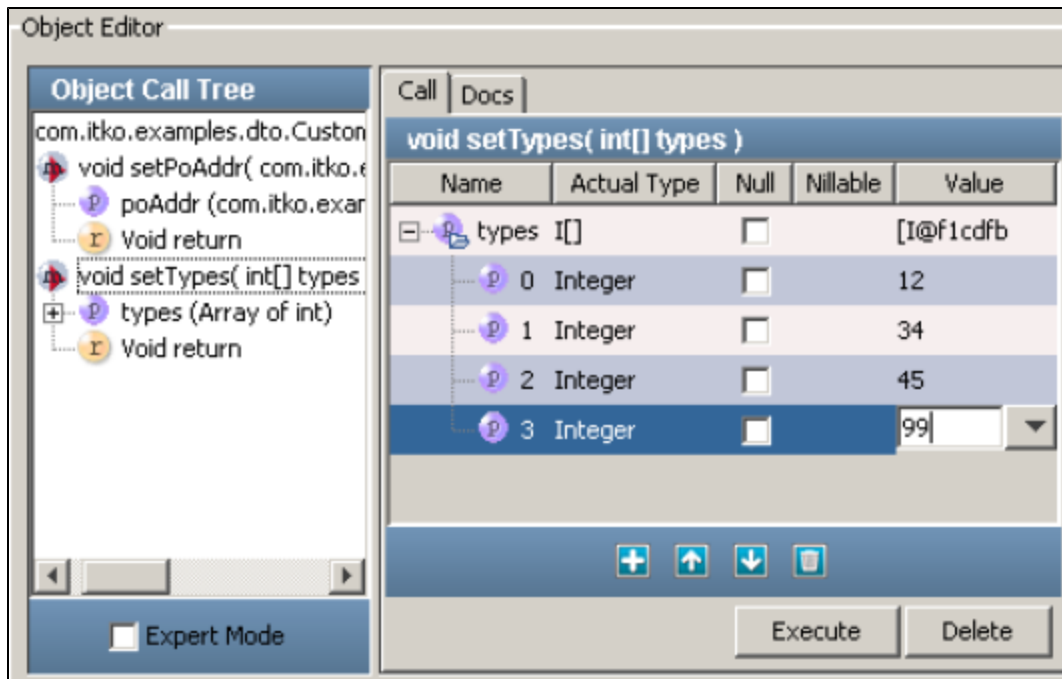 Object Editor
Object Call Tree
com.itko.examples.dto.Custom
void setPoAddr( com.itko.e
P poAddr (com.itko.exar
r Void return
void setTypes( int[] types
P types (Array of int)
r Void return
Expert Mode
Call Docs
void setTypes( int[] types )
Name Actual Type Null Nillable Value
P types I[] [I@f1cdfb
P 0 Integer 12
P 1 Integer 34
P 2 Integer 45
P 3 Integer 99
Execute Delete